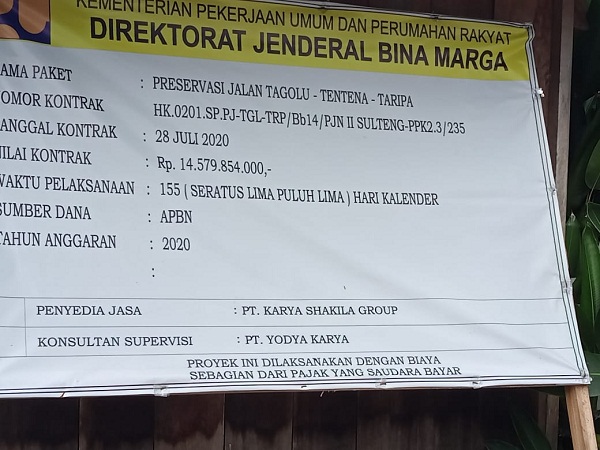 KEMENTERIAN PEKERJAAN UMUM DAN PERUMAHAN RAKYAT
DIREKTORAT JENDERAL BINA MARGA
AMA PAKET : PRESERVASI JALAN TAGOLU - TENTENA - TARIPA
NOMOR KONTRAK HK.0201.SP.PJ-TGL-TRP/Bb14/PJN II SULTENG-PPK2.3/235
ANGGAL KONTRAK : 28 JULI 2020
NILAI KONTRAK : Rp. 14.579.854.000,-
WAKTU PELAKSANAAN : 155 ( SERATUS LIMA PULUH LIMA ) HARI KALENDER
SUMBER DANA : APBN
TAHUN ANGGARAN : 2020
:
PENYEDIA JASA : PT. KARYA SHAKILA GROUP
KONSULTAN SUPERVISI : PT. YODYA KARYA
PROYEK INI DILAKSANAKAN DENGAN BIAYA
SEBAGIAN DARI PAJAK YANG SAUDARA BAYAR